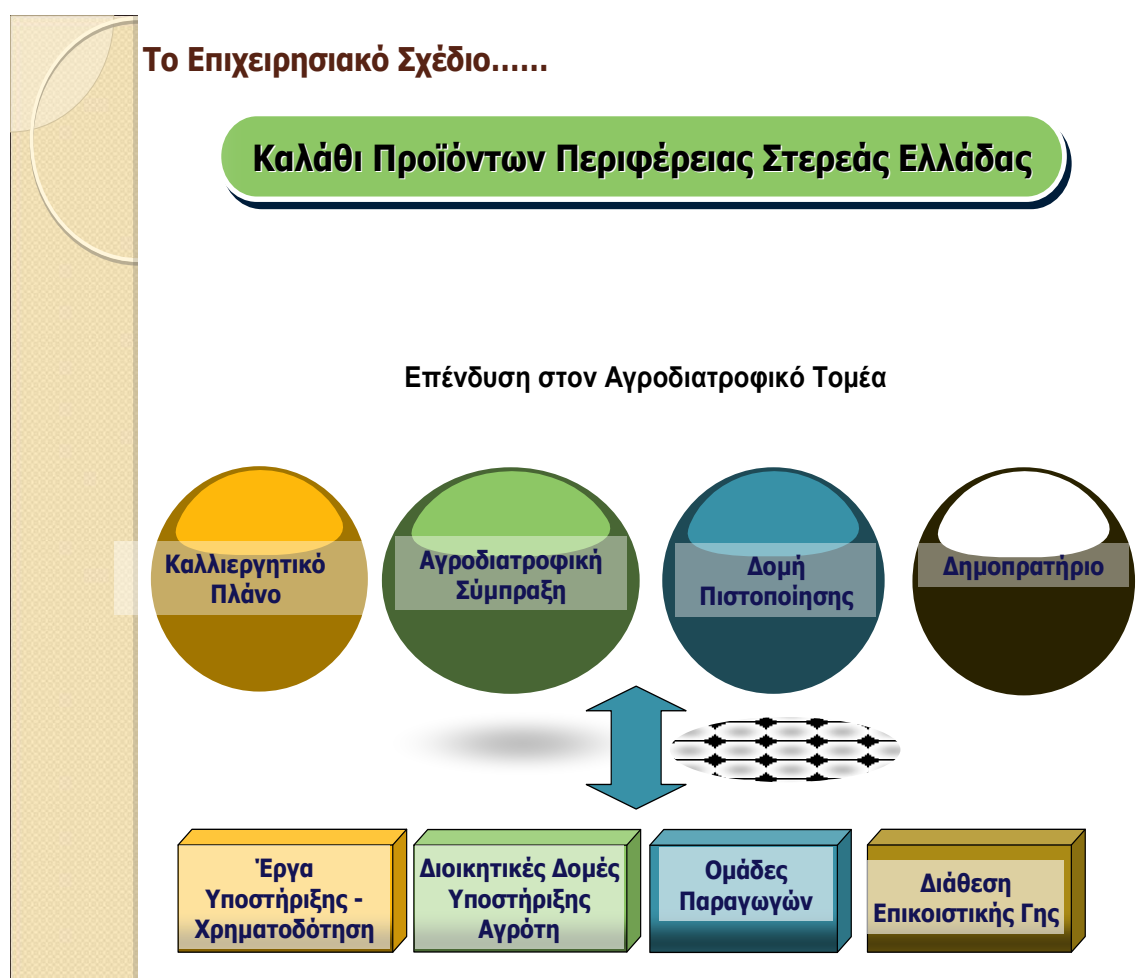 Το Επιχειρησιακό Σχέδιο......
Καλάθι Προϊόντων Περιφέρειας Στερεάς Ελλάδας
Επένδυση στον Αγροδιατροφικό Τομέα
Καλλιεργητικό
Πλάνο
Αγροδιατροφική
Σύμπραξη
Δομή
Πιστοποίησης
Δημοπρατήριο
Έργα
Υποστήριξης -
Χρηματοδότηση
Διοικητικές Δομές
Υποστήριξης
Αγρότη
Ομάδες
Παραγωγών
Διάθεση
Επικοιστικής Γης